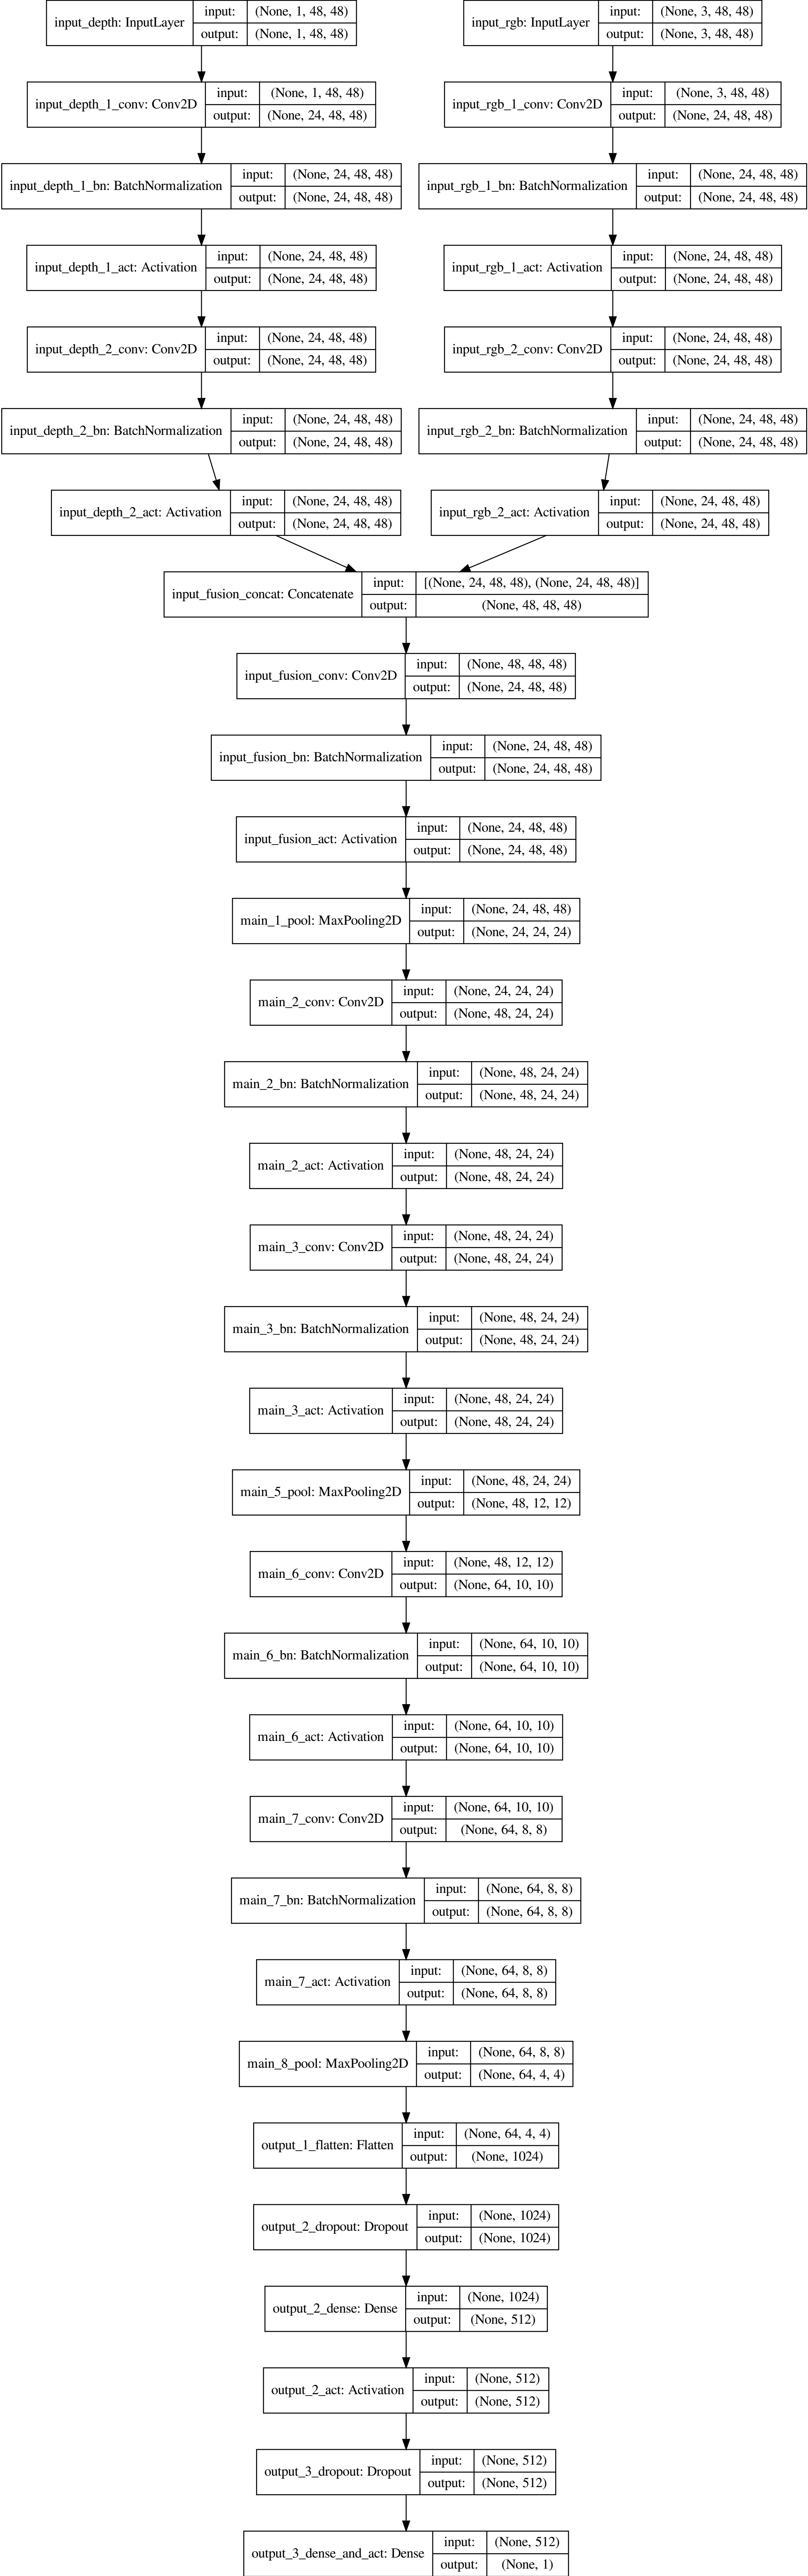 input_depth: InputLayer input: (None, 1, 48, 48)
output: (None, 1, 48, 48)
input_rgb: InputLayer input: (None, 3, 48, 48)
output: (None, 3, 48, 48)
input_depth_1_conv: Conv2D input: (None, 1, 48, 48)
output: (None, 24, 48, 48)
input_rgb_1_conv: Conv2D input: (None, 3, 48, 48)
output: (None, 24, 48, 48)
input_depth_1_bn: BatchNormalization input: (None, 24, 48, 48)
output: (None, 24, 48, 48)
input_rgb_1_bn: BatchNormalization input: (None, 24, 48, 48)
output: (None, 24, 48, 48)
input_depth_1_act: Activation input: (None, 24, 48, 48)
output: (None, 24, 48, 48)
input_rgb_1_act: Activation input: (None, 24, 48, 48)
output: (None, 24, 48, 48)
input_depth_2_conv: Conv2D input: (None, 24, 48, 48)
output: (None, 24, 48, 48)
input_rgb_2_conv: Conv2D input: (None, 24, 48, 48)
output: (None, 24, 48, 48)
input_depth_2_bn: BatchNormalization input: (None, 24, 48, 48)
output: (None, 24, 48, 48)
input_rgb_2_bn: BatchNormalization input: (None, 24, 48, 48)
output: (None, 24, 48, 48)
input_depth_2_act: Activation input: (None, 24, 48, 48)
output: (None, 24, 48, 48)
input_rgb_2_act: Activation input: (None, 24, 48, 48)
output: (None, 24, 48, 48)
input_fusion_concat: Concatenate input: [(None, 24, 48, 48), (None, 24, 48, 48)]
output: (None, 48, 48, 48)
input_fusion_conv: Conv2D input: (None, 48, 48, 48)
output: (None, 24, 48, 48)
input_fusion_bn: BatchNormalization input: (None, 24, 48, 48)
output: (None, 24, 48, 48)
input_fusion_act: Activation input: (None, 24, 48, 48)
output: (None, 24, 48, 48)
main_1_pool: MaxPooling2D input: (None, 24, 48, 48)
output: (None, 24, 24, 24)
main_2_conv: Conv2D input: (None, 24, 24, 24)
output: (None, 48, 24, 24)
main_2_bn: BatchNormalization input: (None, 48, 24, 24)
output: (None, 48, 24, 24)
main_2_act: Activation input: (None, 48, 24, 24)
output: (None, 48, 24, 24)
main_3_conv: Conv2D input: (None, 48, 24, 24)
output: (None, 48, 24, 24)
main_3_bn: BatchNormalization input: (None, 48, 24, 24)
output: (None, 48, 24, 24)
main_3_act: Activation input: (None, 48, 24, 24)
output: (None, 48, 24, 24)
main_5_pool: MaxPooling2D input: (None, 48, 24, 24)
output: (None, 48, 12, 12)
main_6_conv: Conv2D input: (None, 48, 12, 12)
output: (None, 64, 10, 10)
main_6_bn: BatchNormalization input: (None, 64, 10, 10)
output: (None, 64, 10, 10)
main_6_act: Activation input: (None, 64, 10, 10)
output: (None, 64, 10, 10)
main_7_conv: Conv2D input: (None, 64, 10, 10)
output: (None, 64, 8, 8)
main_7_bn: BatchNormalization input: (None, 64, 8, 8)
output: (None, 64, 8, 8)
main_7_act: Activation input: (None, 64, 8, 8)
output: (None, 64, 8, 8)
main_8_pool: MaxPooling2D input: (None, 64, 8, 8)
output: (None, 64, 4, 4)
output_1_flatten: Flatten input: (None, 64, 4, 4)
output: (None, 1024)
output_2_dropout: Dropout input: (None, 1024)
output: (None, 1024)
output_2_dense: Dense input: (None, 1024)
output: (None, 512)
output_2_act: Activation input: (None, 512)
output: (None, 512)
output_3_dropout: Dropout input: (None, 512)
output: (None, 512)
output_3_dense_and_act: Dense input: (None, 512)
output: (None, 1)